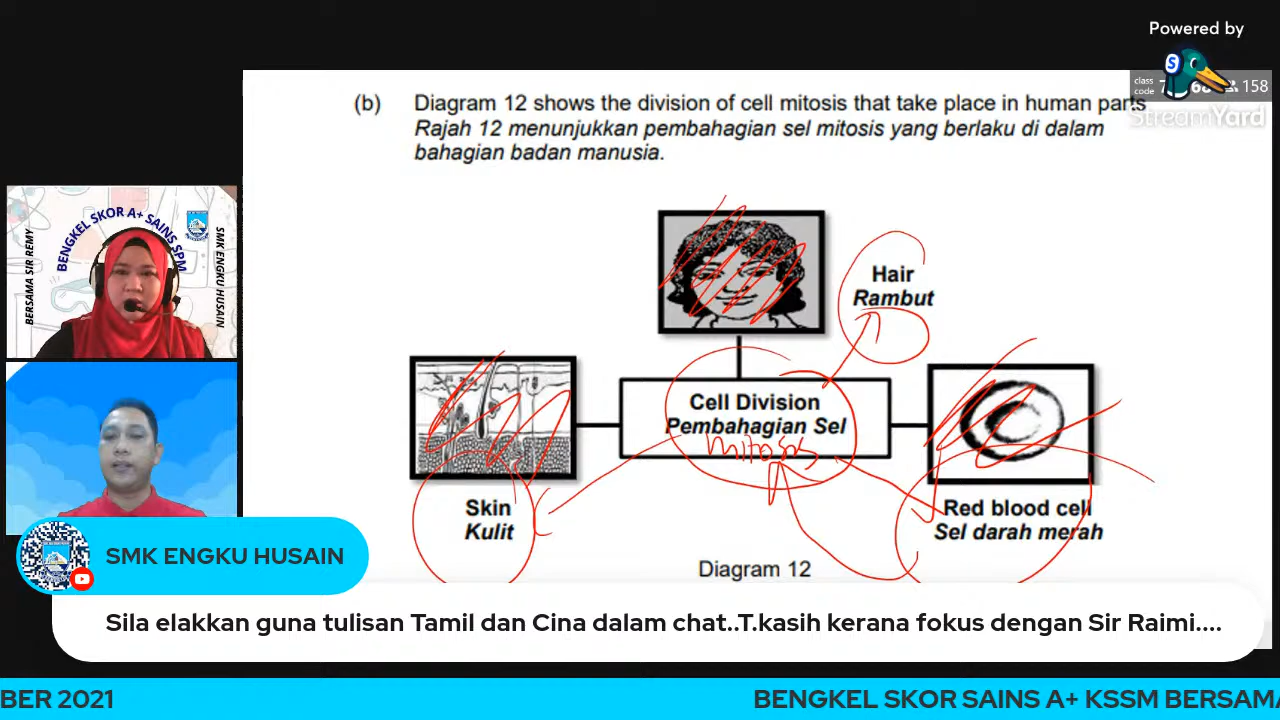 Powered by
S
class
code
158
StreamYard
(b) Diagram 12 shows the division of cell mitosis that take place in human parts
Rajah 12 menunjukkan pembahagian sel mitosis yang berlaku di dalam
bahagian badan manusia.
BENGKEL SKOR A+ SAINS SPM
BERSAMA SIR REMY
SMK ENGKU HUSAIN
Hair
Rambut
Cell Division
Pembahagian Sel
mitosis
Skin
Kulit
Red blood cell
Sel darah merah
Diagram 12
SMK ENGKU HUSAIN
Sila elakkan guna tulisan Tamil dan Cina dalam chat..T.kasih kerana fokus dengan Sir Raimi....
BER 2021
BENGKEL SKOR SAINS A+ KSSM BERSAMA